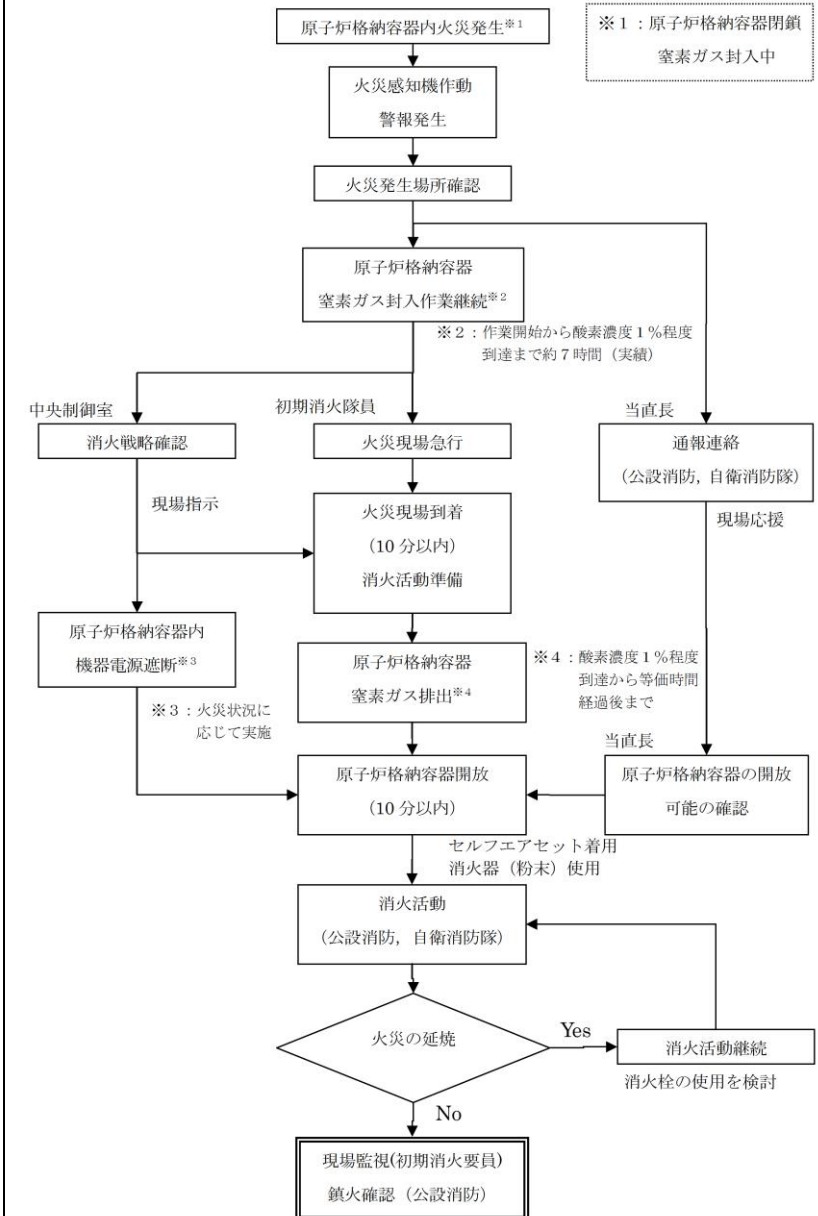 原子炉格納容器内火災発生※1
※1：原子炉格納容器閉鎖
窒素ガス封入中
火災感知機作動
警報発生
火災発生場所確認
原子炉格納容器
窒素ガス封入作業継続※2
※2：作業開始から酸素濃度1％程度
到達まで約7時間（実績）
中央制御室
初期消火隊員
当直長
消火戦略確認
火災現場急行
通報連絡
(公設消防，自衛消防隊)
現場指示
現場応援
火災現場到着
(10分以内)
消火活動準備
原子炉格納容器内
機器電源遮断※3
※3：火災状況に
応じて実施
原子炉格納容器
窒素ガス排出※4
※4：酸素濃度1％程度
到達から等価時間
経過後まで
当直長
原子炉格納容器開放
(10分以内)
原子炉格納容器の開放
可能の確認
セルフエアセット着用
消火器（粉末）使用
消火活動
(公設消防，自衛消防隊)
火災の延焼
Yes
消火活動継続
消火栓の使用を検討
No
現場監視(初期消火要員)
鎮火確認（公設消防）